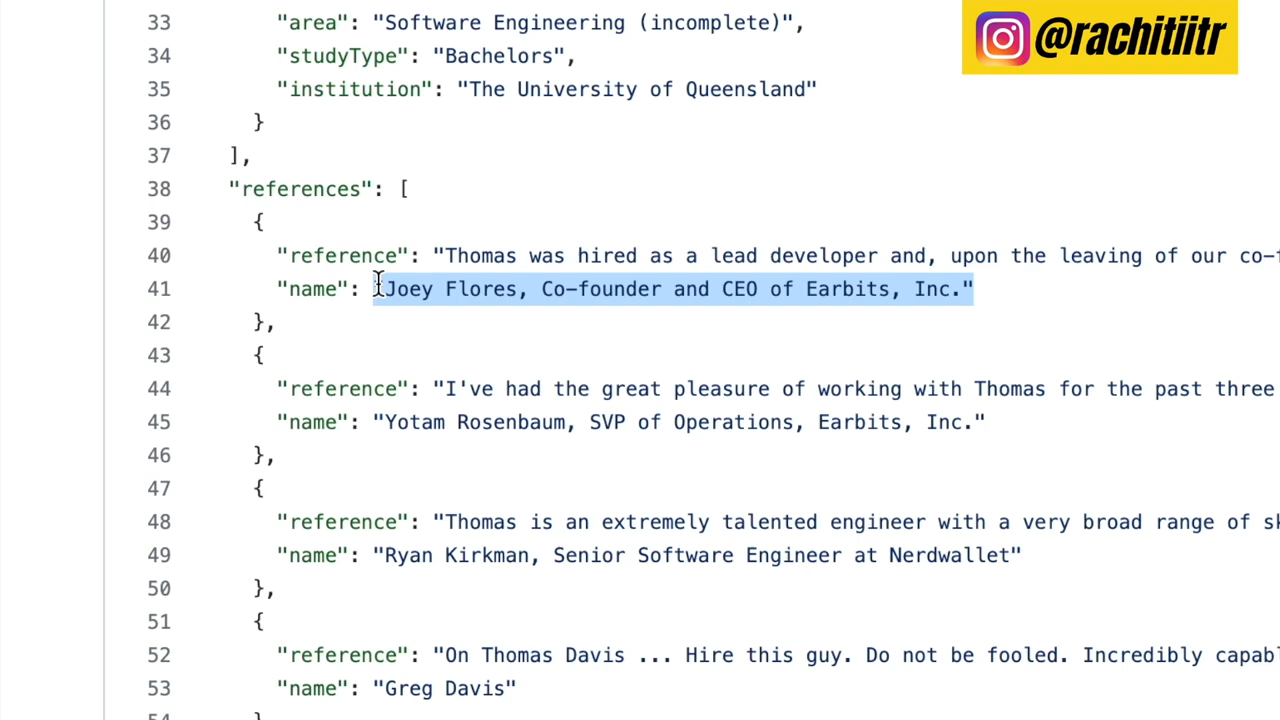 @rachitiitr
33 "area": "Software Engineering (incomplete)",
34 "studyType": "Bachelors",
35 "institution": "The University of Queensland"
36 }
37 ],
38 "references": [
39 {
40 "reference": "Thomas was hired as a lead developer and, upon the leaving of our co-f
41 "name": "Joey Flores, Co-founder and CEO of Earbits, Inc."
42 },
43 {
44 "reference": "I've had the great pleasure of working with Thomas for the past three
45 "name": "Yotam Rosenbaum, SVP of Operations, Earbits, Inc."
46 },
47 {
48 "reference": "Thomas is an extremely talented engineer with a very broad range of sk
49 "name": "Ryan Kirkman, Senior Software Engineer at Nerdwallet"
50 },
51 {
52 "reference": "On Thomas Davis ... Hire this guy. Do not be fooled. Incredibly capabl
53 "name": "Greg Davis"
54 }